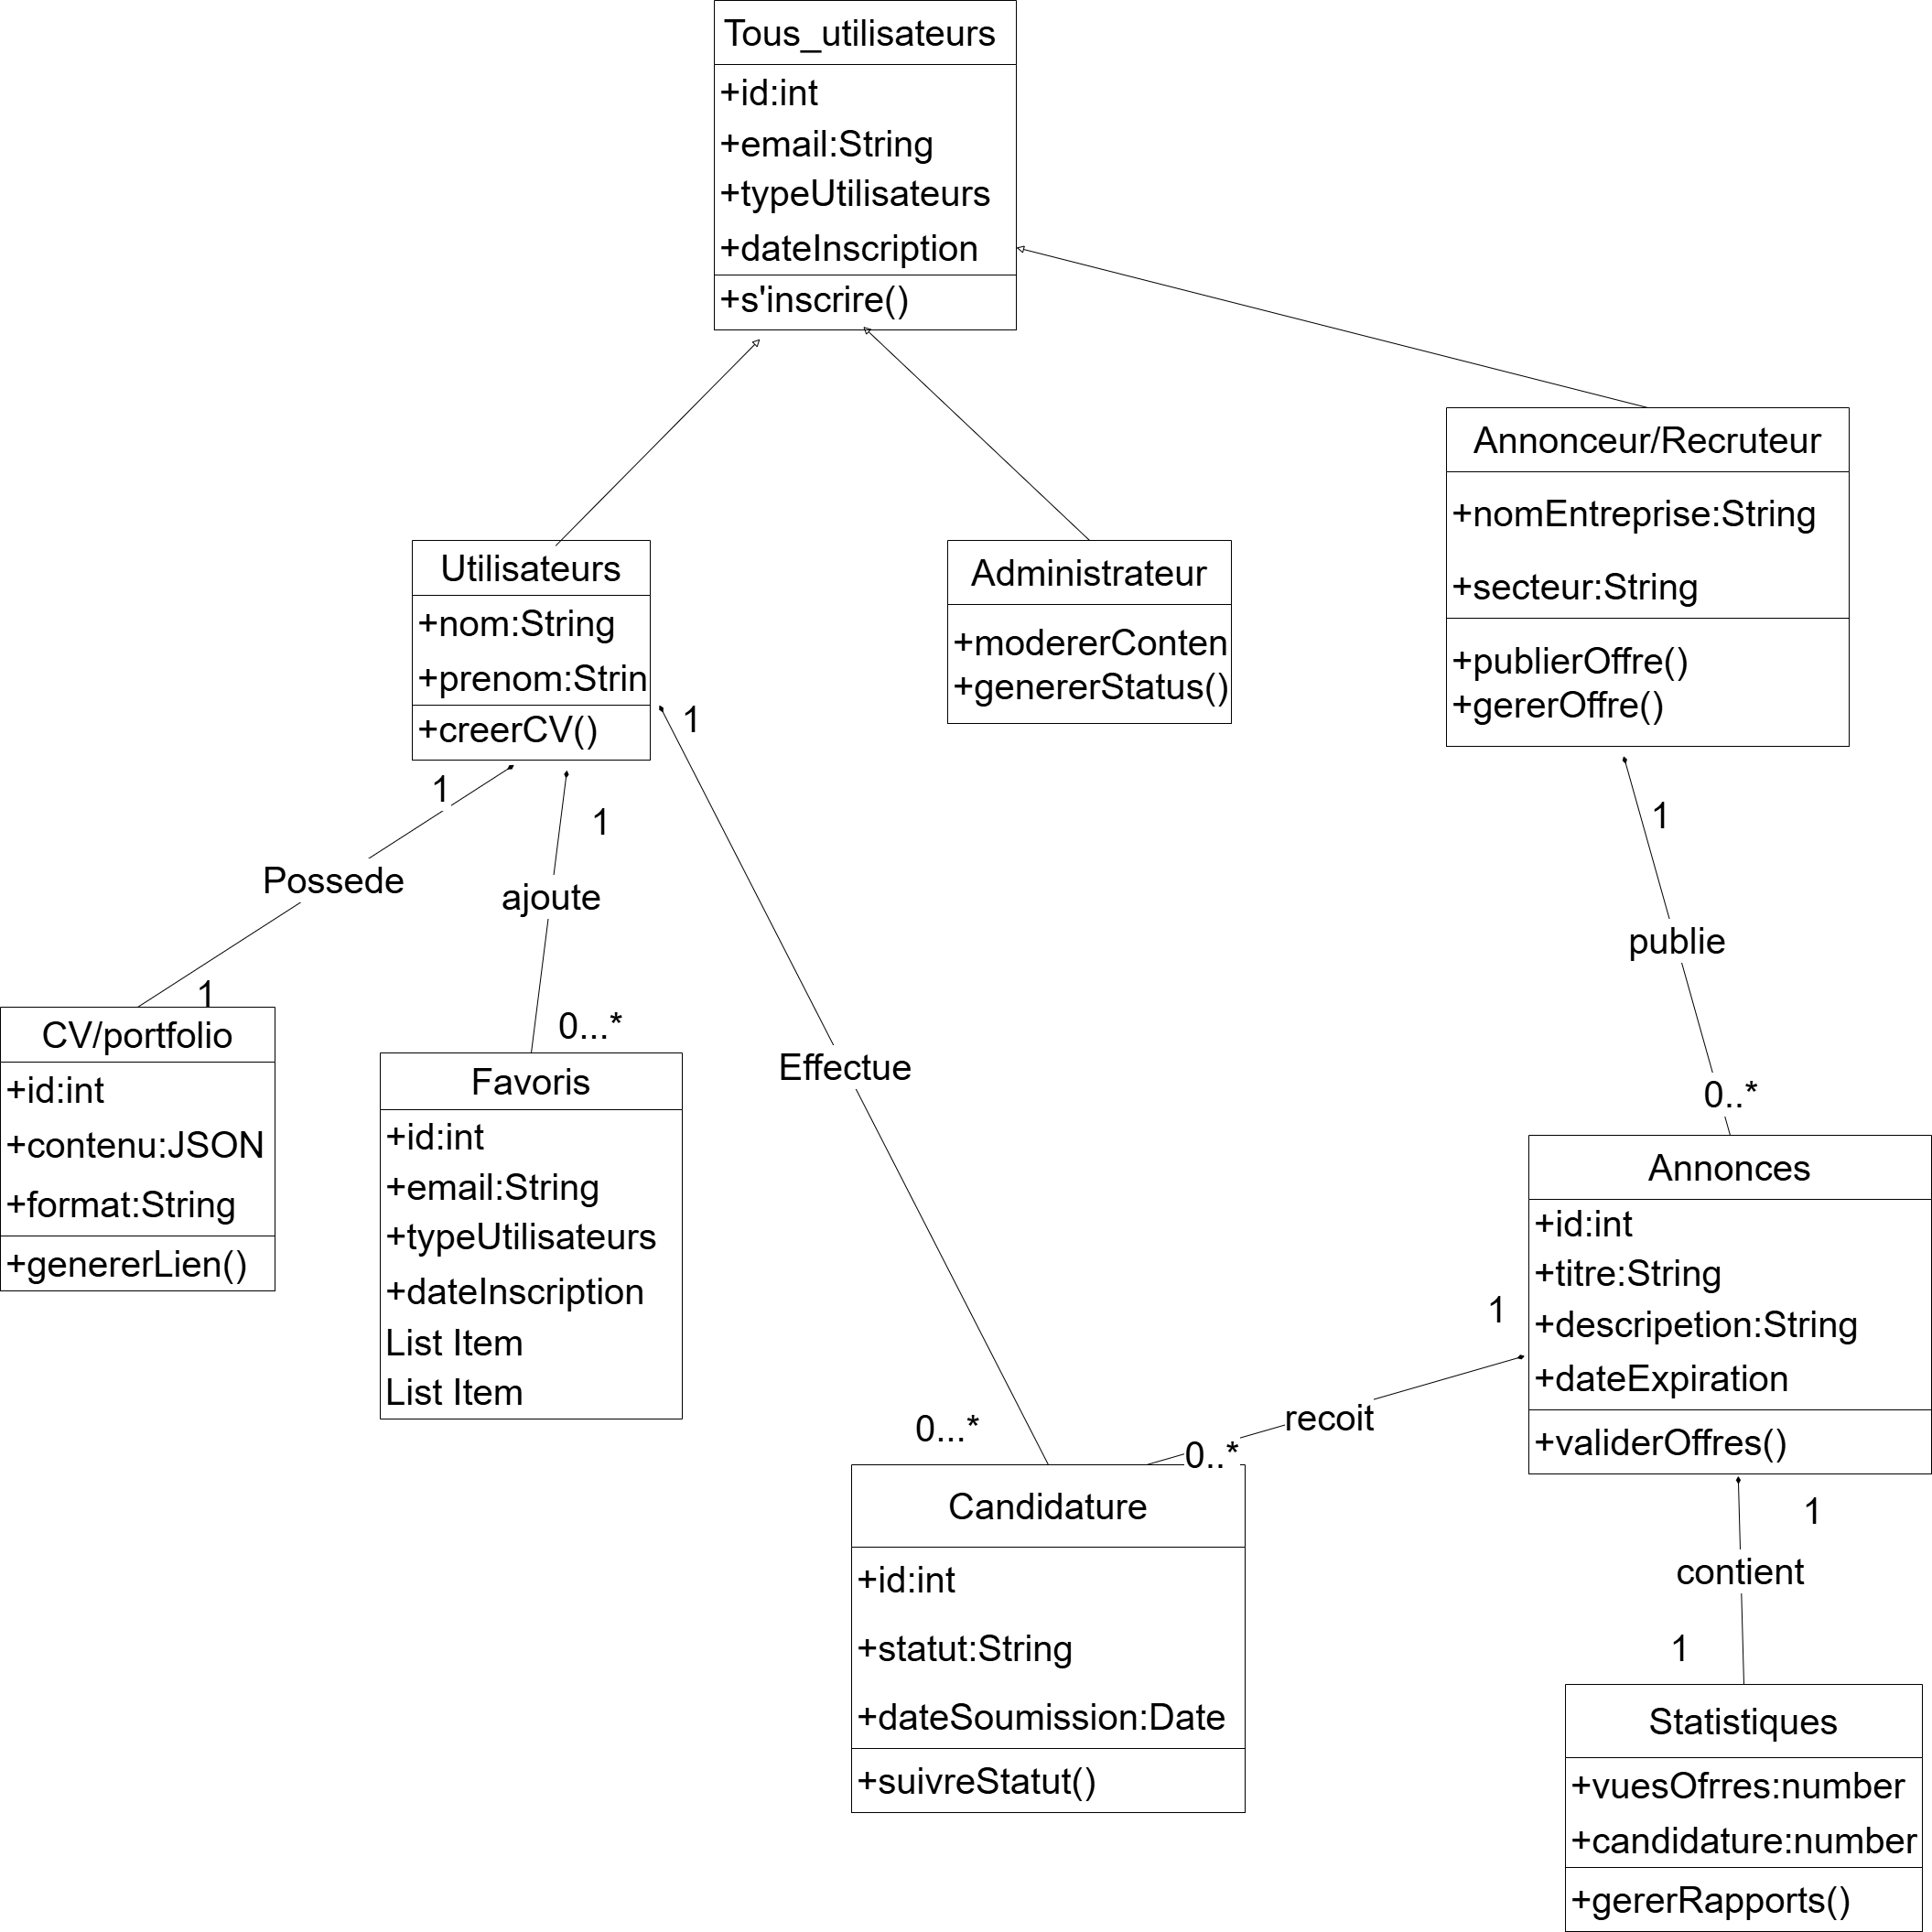 Tous_utilisateurs
+id:int
+email:String
+typeUtilisateurs
+dateInscription
+s'inscrire()
Annonceur/Recruteur
+nomEntreprise:String
+secteur:String
+publierOffre()
+gererOffre()
Utilisateurs
+nom:String
+prenom:Strin
+creerCV()
Administrateur
+modererConten
+genererStatus()
1
1
1
1
Possede
ajoute
publie
1
0...*
Effectue
0..*
CV/portfolio
+id:int
+contenu:JSON
+format:String
+genererLien()
Favoris
+id:int
+email:String
+typeUtilisateurs
+dateInscription
List Item
List Item
Annonces
+id:int
+titre:String
+descripetion:String
+dateExpiration
+validerOffres()
1
recoit
0...*
0..*
Candidature
+id:int
+statut:String
+dateSoumission:Date
+suivreStatut()
1
contient
1
Statistiques
+vuesOfrres:number
+candidature:number
+gererRapports()